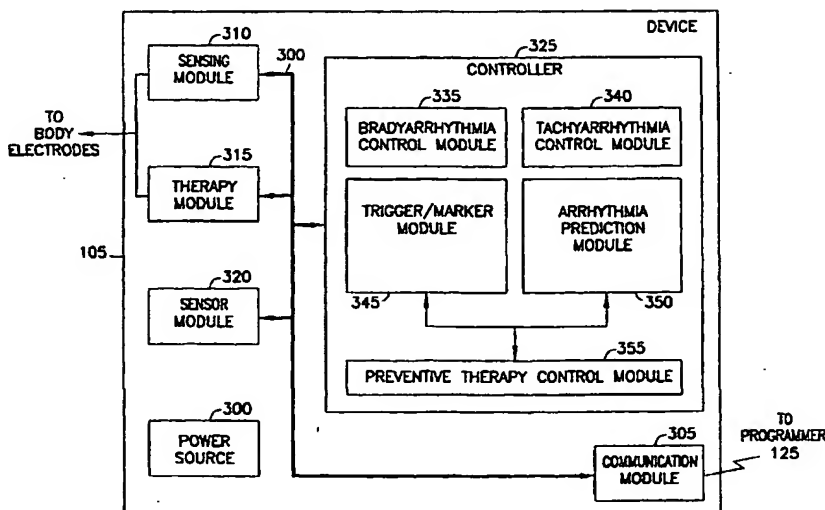 DEVICE
310
SENSING
MODULE
300
325
CONTROLLER
335
BRADYARRHYTHMIA
CONTROL MODULE
340
TACHYARRHYTHMIA
CONTROL MODULE
TO
BODY
ELECTRODES
315
THERAPY
MODULE
TRIGGER/MARKER
MODULE
345
ARRHYTHMIA
PREDICTION
MODULE
350
105
320
SENSOR
MODULE
355
PREVENTIVE THERAPY CONTROL MODULE
300
POWER
SOURCE
305
COMMUNICATION
MODULE
TO
PROGRAMMER
125